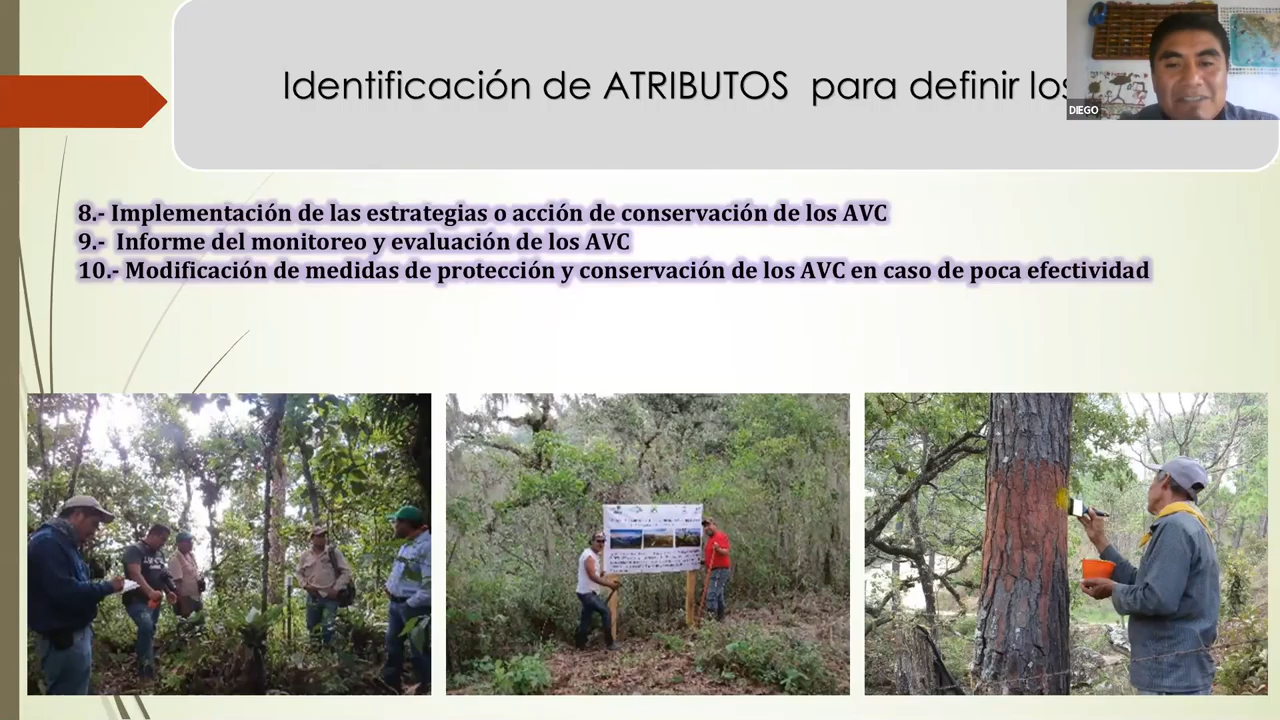 Identificación de ATRIBUTOS para definir los
DIEGO
8.- Implementación de las estrategias o acción de conservación de los AVC
9.- Informe del monitoreo y evaluación de los AVC
10.- Modificación de medidas de protección y conservación de los AVC en caso de poca efectividad